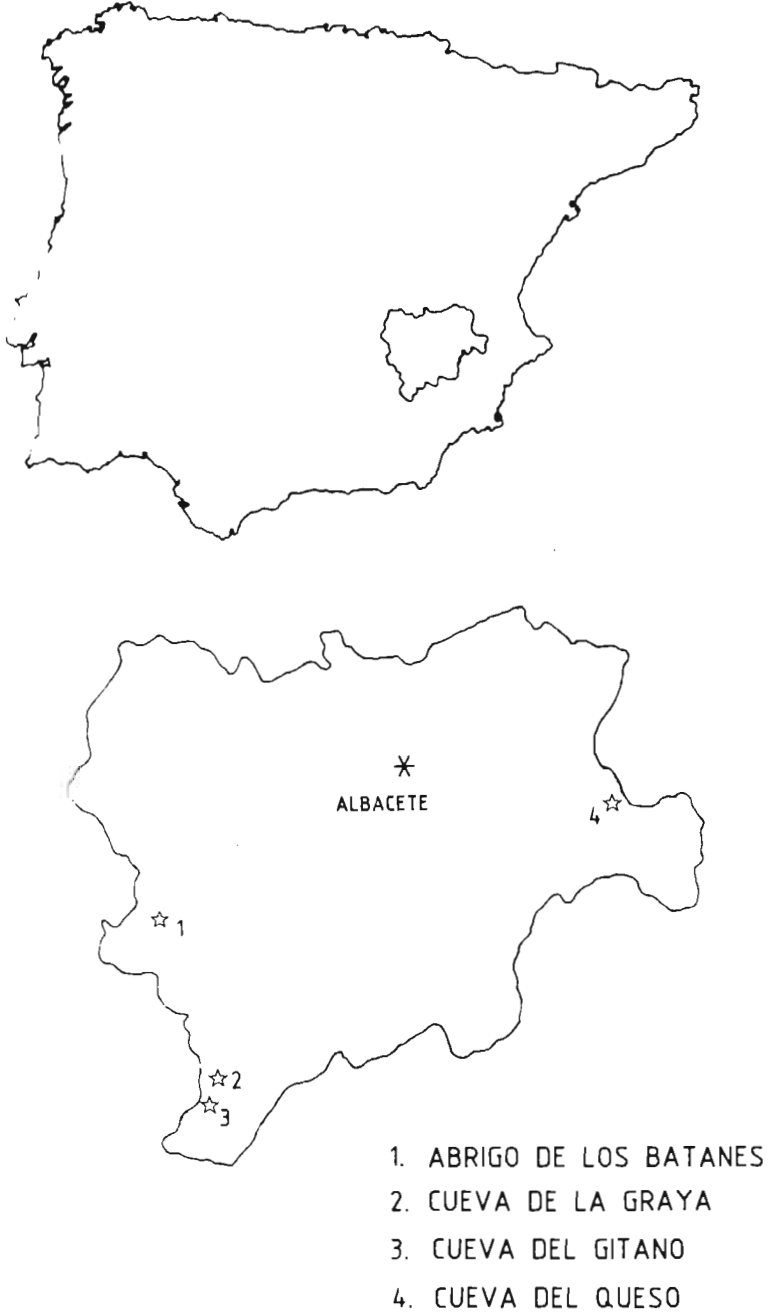 ALBACETE
4
1
2
3
1. ABRIGO DE LOS BATANES
2. CUEVA DE LA GRAYA
3. CUEVA DEL GITANO
4. CUEVA DEL QUESO